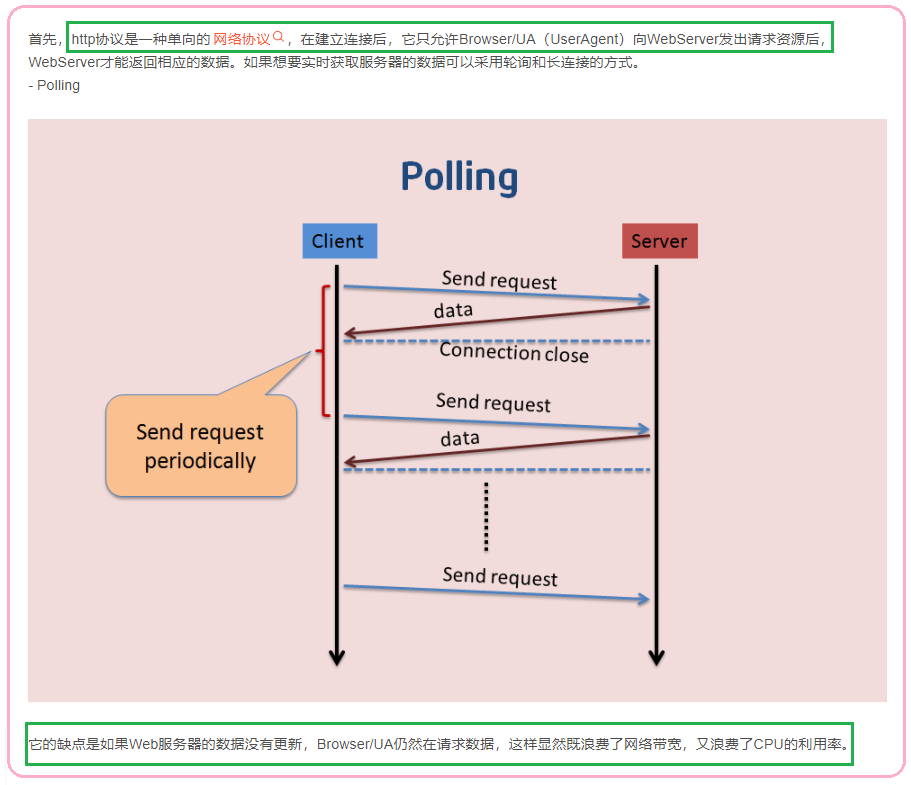 首先，http协议是一种单向的网络协议，在建立连接后，它只允许Browser/UA（UserAgent）向WebServer发出请求资源后，
WebServer才能返回相应的数据。如果想要实时获取服务器的数据可以采用轮询和长连接的方式。
- Polling
Polling
Client
Server
Send request
data
Connection close
Send request
data
Send request
periodically
Send request
它的缺点是如果Web服务器的数据没有更新，Browser/UA仍然在请求数据，这样显然既浪费了网络带宽，又浪费了CPU的利用率。